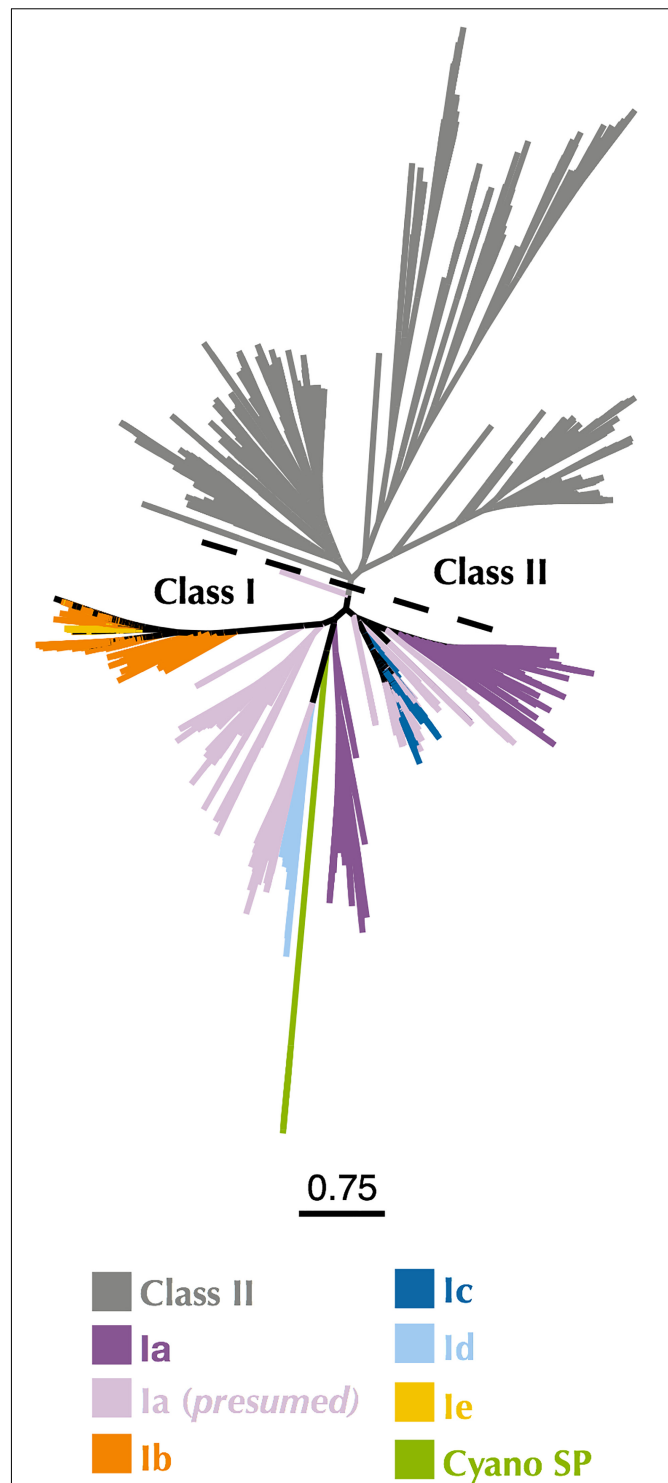 Class I
Class II
0.75
Class II
Ia
Ia (presumed)
Ib
Ic
Id
Ie
Cyano SP